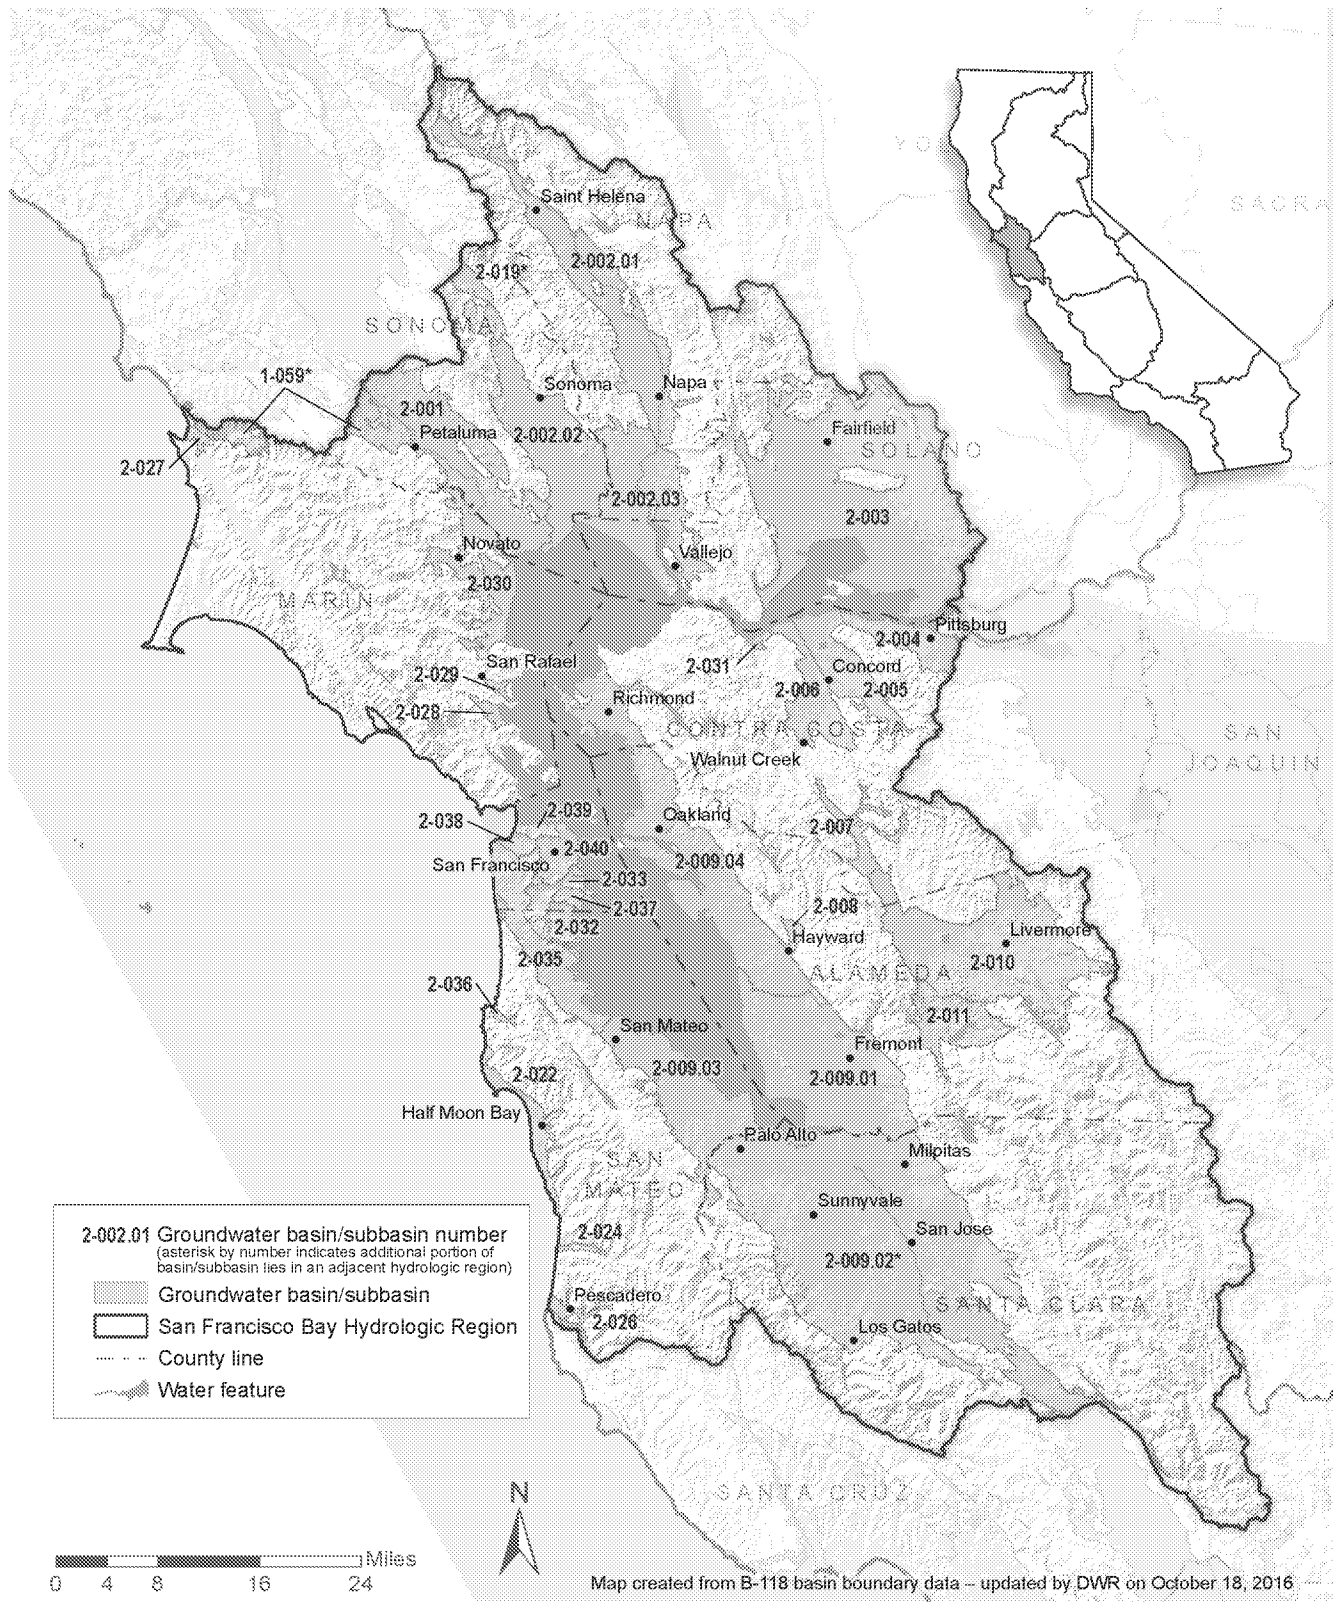 YO
SACRA
Saint Helena
NAPA
2-019*
2-002.01
SONOMA
1-059*
Sonoma
Napa
2-001
Petaluma
2-002.02
Fairfield
SOLANO
2-027
2-002.03
2-003
Novato
Vallejo
2-030
MARIN
Pittsburg
2-004
San Rafael
2-031
Concord
2-029
2-006
2-005
Richmond
2-028
CONTRA COSTA
SAN
JOAQUIN
Walnut Creek
2-039
Oakland
2-038
2-007
2-040
San Francisco
2-009.04
2-033
2-037
2-008
2-032
Hayward
Livermore
2-035
2-010
ALAMEDA
2-036
2-011
San Mateo
Fremont
2-009.03
2-022
2-009.01
Half Moon Bay
Palo Alto
Milpitas
SAN
MATEO
Sunnyvale
San Jose
2-024
2-009.02*
Pescadero
SANTA CLARA
2-026
Los Gatos
2-002.01 Groundwater basin/subbasin number
(asterisk by number indicates additional portion of
basin/subbasin lies in an adjacent hydrologic region)
Groundwater basin/subbasin
San Francisco Bay Hydrologic Region
County line
Water feature
SANTA CRUZ
N
Miles
0 4 8 16 24
Map created from B-118 basin boundary data – updated by DWR on October 18, 2016